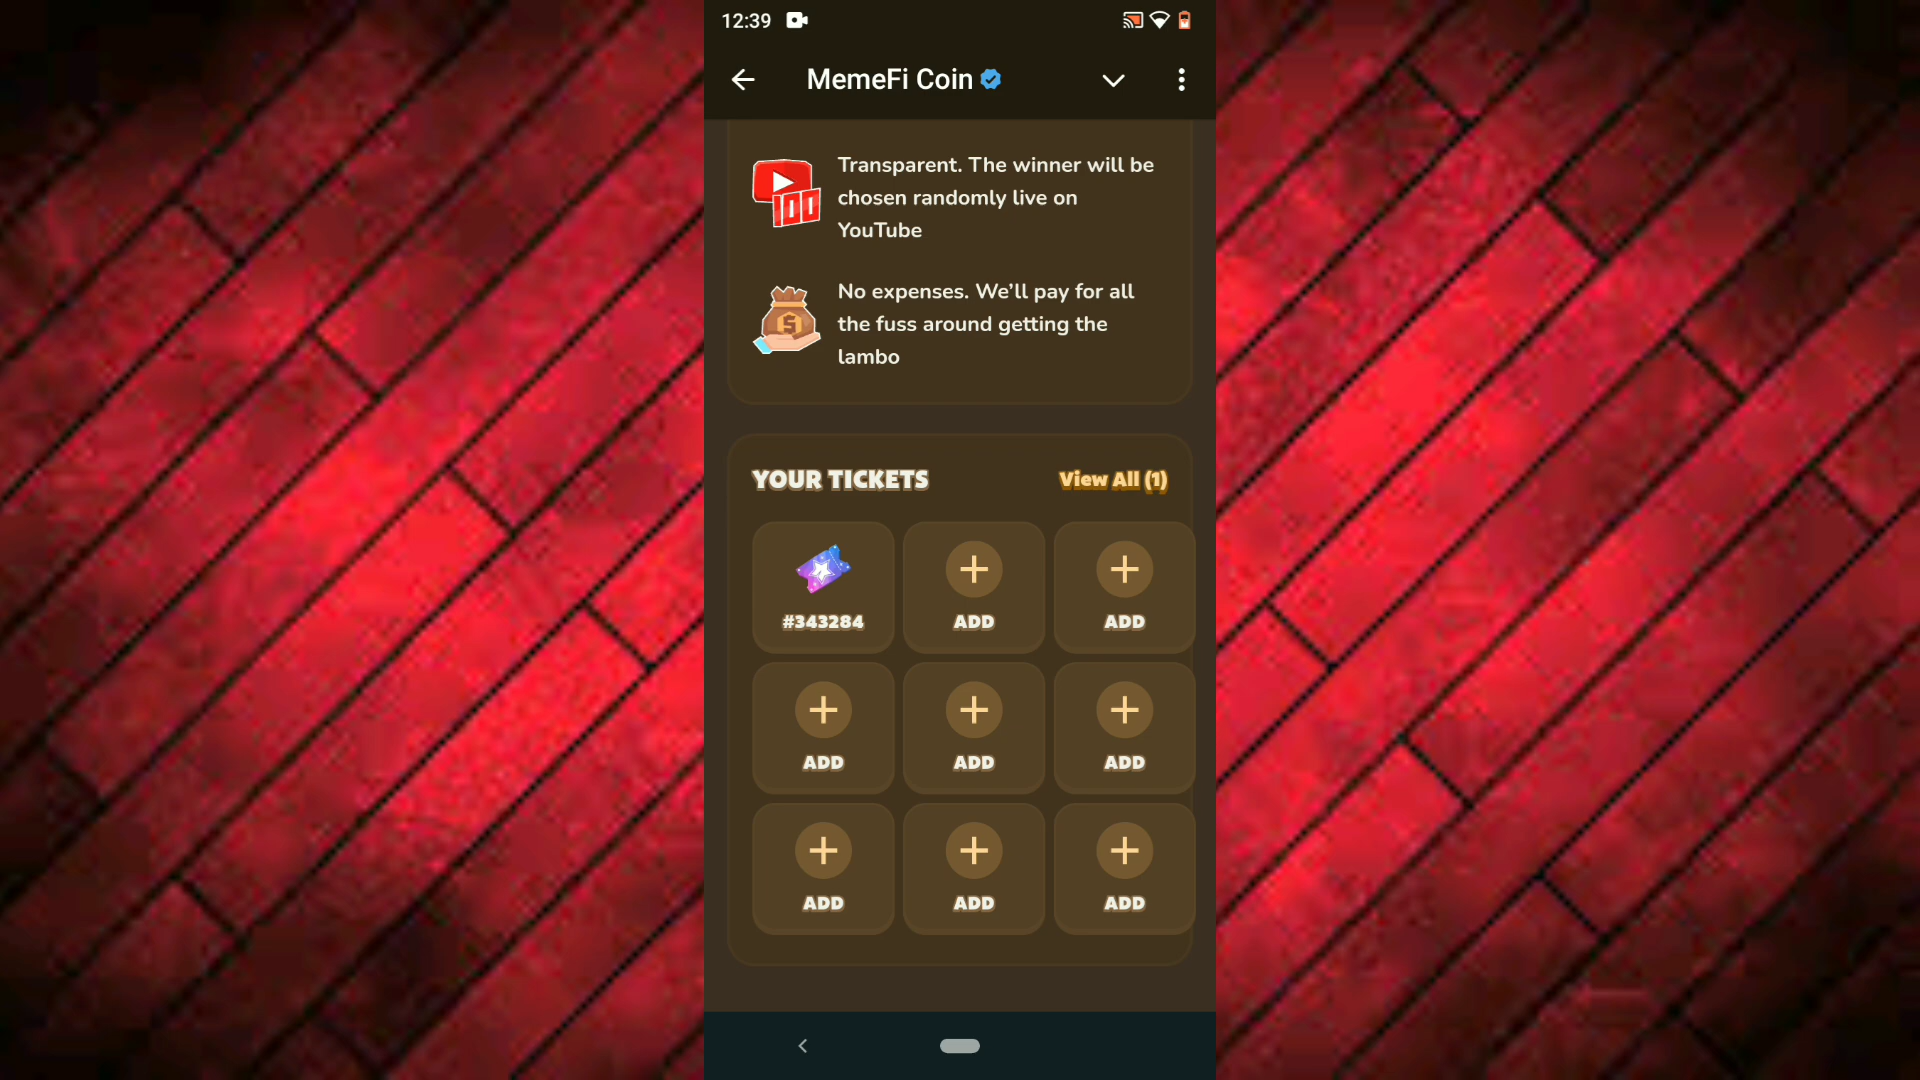 12:39
MemeFi Coin
Transparent. The winner will be
chosen randomly live on
YouTube
100
No expenses. We'll pay for all
the fuss around getting the
lambo
YOUR TICKETS
View All (1)
#343284
ADD
ADD
ADD
ADD
ADD
ADD
ADD
ADD